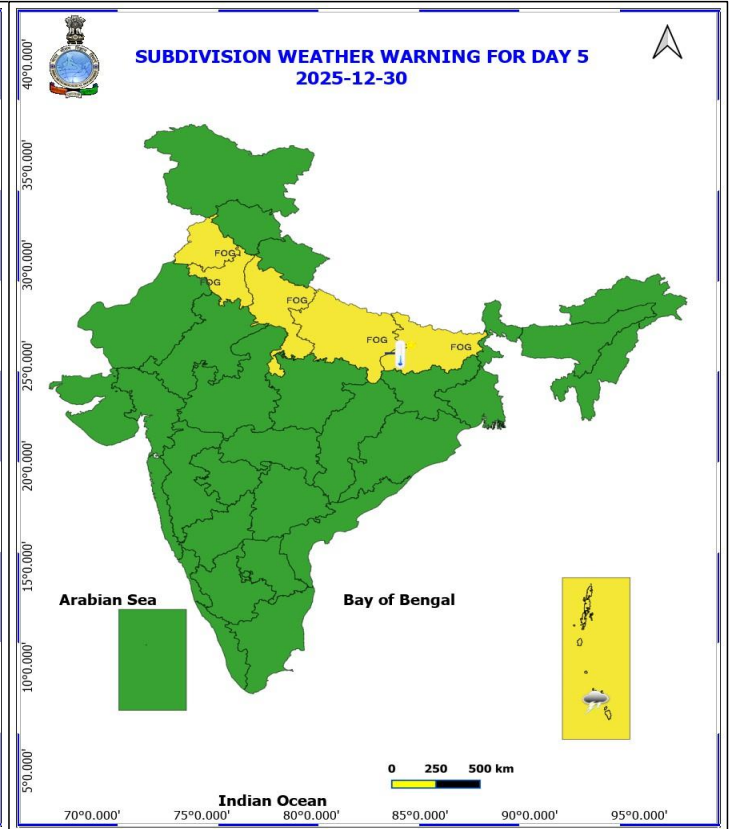 SUBDIVISION WEATHER WARNING FOR DAY 5
2025-12-30
40°0.000'
35°0.000'
30°0.000'
25°0.000'
20°0.000'
15°0.000'
10°0.000'
5°0.000'
FOG
FOG
FOG
FOG
FOG
Arabian Sea
Bay of Bengal
0 250 500 km
Indian Ocean
70°0.000' 75°0.000' 80°0.000' 85°0.000' 90°0.000' 95°0.000'